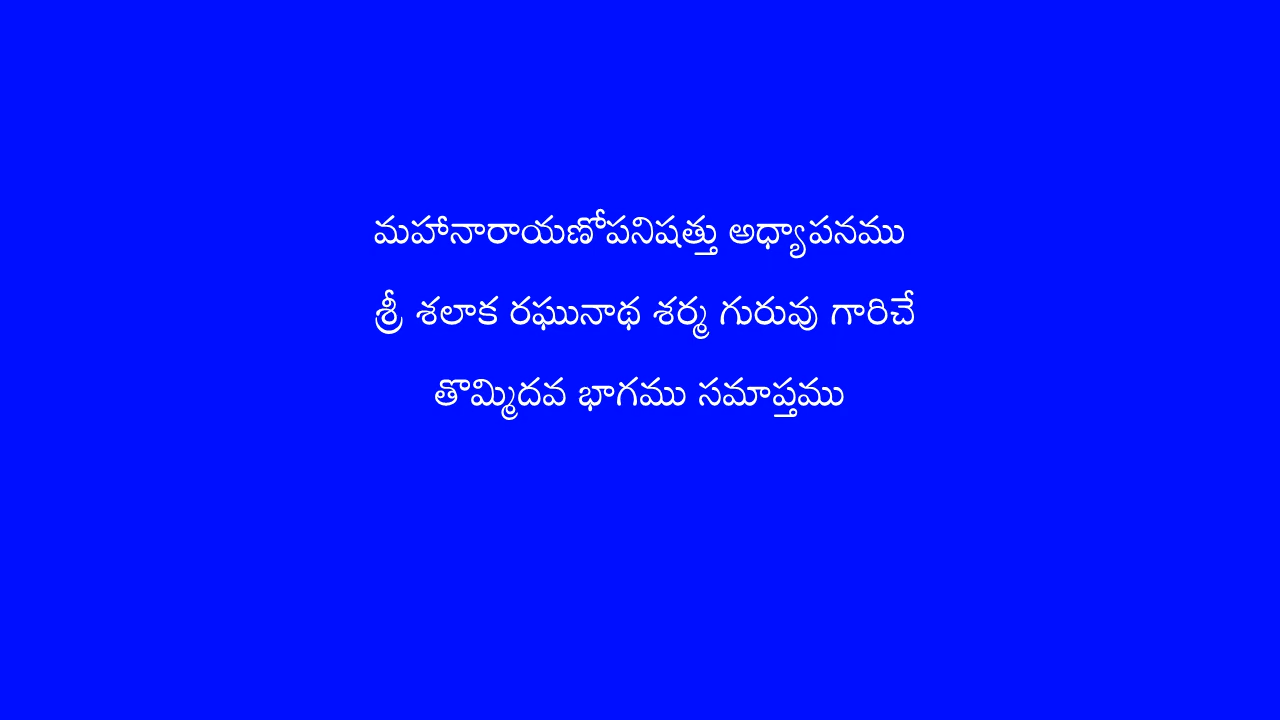 మహానారాయణోపనిషత్తు అధ్యాపనము
శ్రీ శలాక రఘునాథ శర్మ గురువు గారిచే
తొమ్మిదవ భాగము సమాప్తము